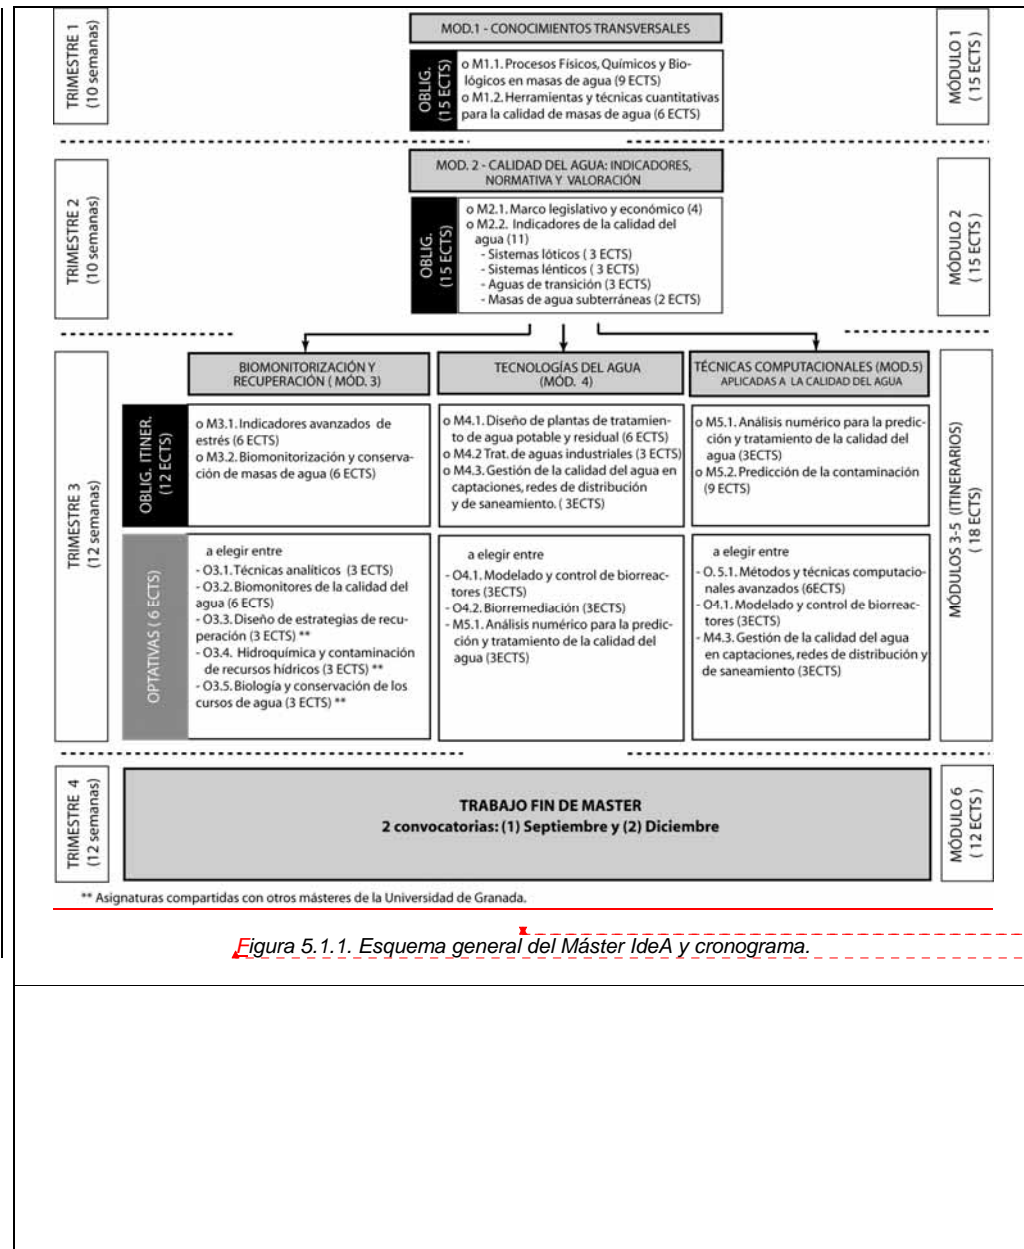 TRIMESTRE 1
(10 semanas)
MOD.1 - CONOCIMIENTOS TRANSVERSALES
OBLIG.
(15 ECTS)
o M1.1. Procesos Físicos, Químicos y Bio-
lógicos en masas de agua (9 ECTS)
o M1.2. Herramientas y técnicas cuantitativas
para la calidad de masas de agua (6 ECTS)
MÓDULO 1
( 15 ECTS )
TRIMESTRE 2
(10 semanas)
MOD. 2 - CALIDAD DEL AGUA: INDICADORES,
NORMATIVA Y VALORACIÓN
OBLIG.
(15 ECTS)
o M2.1. Marco legislativo y económico (4)
o M2.2. Indicadores de la calidad del
agua (11)
- Sistemas lóticos ( 3 ECTS)
- Sistemas lénticos ( 3 ECTS)
- Aguas de transición (3 ECTS)
- Masas de agua subterráneas (2 ECTS)
MÓDULO 2
( 15 ECTS )
TRIMESTRE 3
(12 semanas)
BIOMONITORIZACIÓN Y
RECUPERACIÓN ( MÓD. 3)
TECNOLOGÍAS DEL AGUA
(MÓD. 4)
TÉCNICAS COMPUTACIONALES (MOD.5)
APLICADAS A LA CALIDAD DEL AGUA
OBLIG. ITINER.
(12 ECTS)
o M3.1. Indicadores avanzados de
estrés (6 ECTS)
o M3.2. Biomonitorización y conserva-
ción de masas de agua (6 ECTS)
o M4.1. Diseño de plantas de tratamien-
to de agua potable y residual (6 ECTS)
o M4.2 Trat. de aguas industriales (3 ECTS)
o M4.3. Gestión de la calidad del agua en
captaciones, redes de distribución
y de saneamiento. ( 3ECTS)
o M5.1. Análisis numérico para la predic-
ción y tratamiento de la calidad del
agua (3ECTS)
o M5.2. Predicción de la contaminación
(9 ECTS)
OPTATIVAS ( 6 ECTS)
a elegir entre
- O3.1. Técnicas analíticos (3 ECTS)
- O3.2. Biomonitores de la calidad del
agua (6 ECTS)
- O3.3. Diseño de estrategias de recu-
peración (3 ECTS) **
- O3.4. Hidroquímica y contaminación
de recursos hídricos (3 ECTS) **
- O3.5. Biología y conservación de los
cursos de agua (3 ECTS) **
a elegir entre
- O4.1. Modelado y control de biorreac-
tores (3ECTS)
- O4.2. Biorremediación (3ECTS)
- M5.1. Análisis numérico para la predic-
ción y tratamiento de la calidad del
agua (3ECTS)
a elegir entre
- O. 5.1. Métodos y técnicas computacio-
nales avanzados (6ECTS)
- O4.1. Modelado y control de biorreac-
tores (3ECTS)
- M4.3. Gestión de la calidad del agua
en captaciones, redes de distribución y
de saneamiento (3ECTS)
MÓDULOS 3-5 (ITINERARIOS)
( 18 ECTS )
TRIMESTRE 4
(12 semanas)
TRABAJO FIN DE MASTER
2 convocatorias: (1) Septiembre y (2) Diciembre
MÓDULO 6
( 12 ECTS )
** Asignaturas compartidas con otros másteres de la Universidad de Granada.
Figura 5.1.1. Esquema general del Máster IdeA y cronograma.